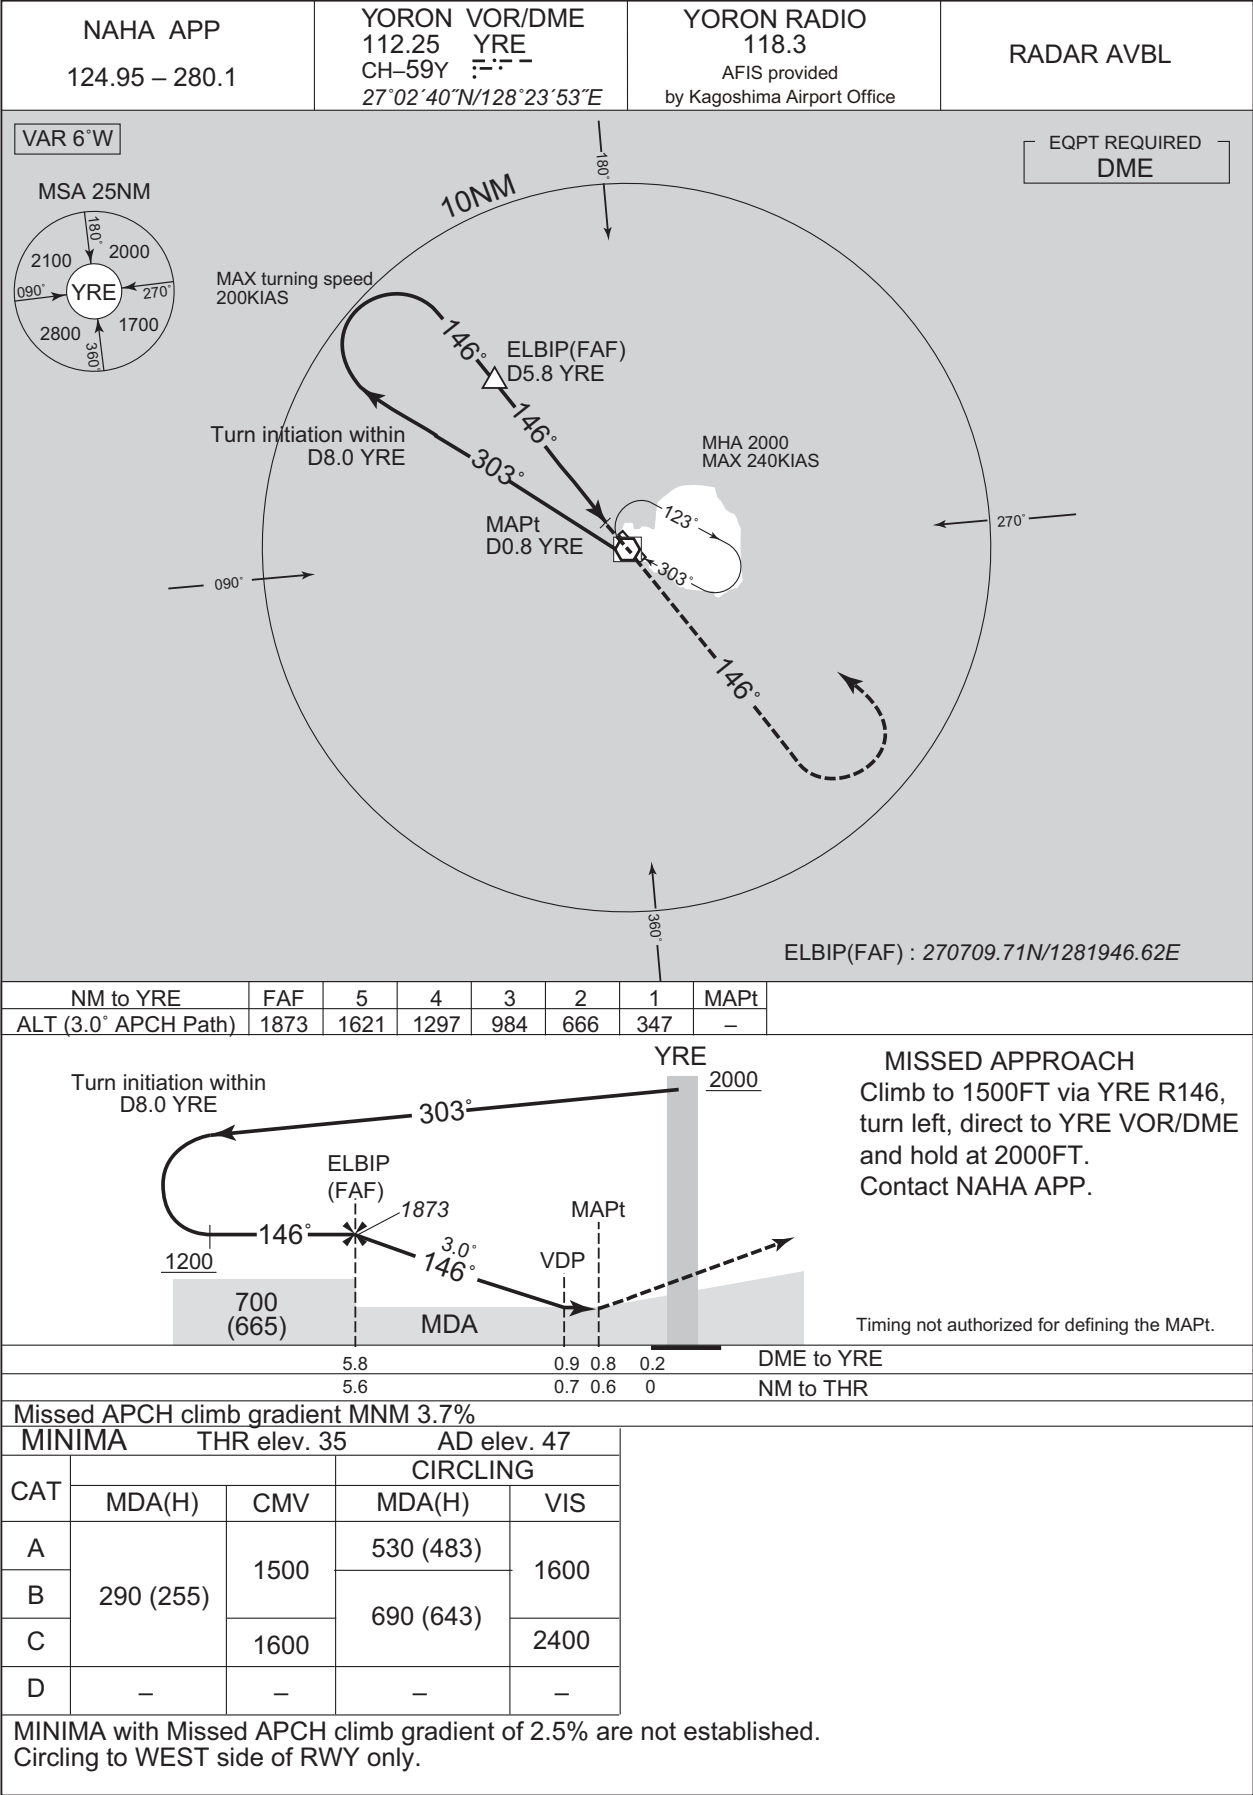 NAHA APP
124.95 – 280.1
YORON VOR/DME
112.25 YRE
CH–59Y
27°02´40˝N/128°23´53˝E
YORON RADIO
118.3
AFIS provided
by Kagoshima Airport Office
RADAR AVBL
VAR 6°W
EQPT REQUIRED
DME
MSA 25NM
180°
2100
2000
090°
YRE
270°
2800
1700
360°
180°
10NM
MAX turning speed
200KIAS
146°
ELBIP(FAF)
D5.8 YRE
146°
Turn initiation within
D8.0 YRE
303°
MHA 2000
MAX 240KIAS
MAPt
D0.8 YRE
123°
303°
270°
090°
146°
360°
ELBIP(FAF) : 270709.71N/1281946.62E
NM to YRE FAF 5 4 3 2 1 MAPt
ALT (3.0° APCH Path) 1873 1621 1297 984 666 347 –
YRE
2000
Turn initiation within
D8.0 YRE
303°
ELBIP
(FAF)
1873
MAPt
146°
3.0°
146°
VDP
1200
700
(665)
MDA
MISSED APPROACH
Climb to 1500FT via YRE R146,
turn left, direct to YRE VOR/DME
and hold at 2000FT.
Contact NAHA APP.
Timing not authorized for defining the MAPt.
5.8 0.9 0.8 0.2 DME to YRE
5.6 0.7 0.6 0 NM to THR
Missed APCH climb gradient MNM 3.7%
MINIMA THR elev. 35 AD elev. 47
CIRCLING
CAT MDA(H) CMV MDA(H) VIS
A 530 (483)
1500 1600
B 290 (255)
690 (643)
C 1600 2400
D – – – –
MINIMA with Missed APCH climb gradient of 2.5% are not established.
Circling to WEST side of RWY only.